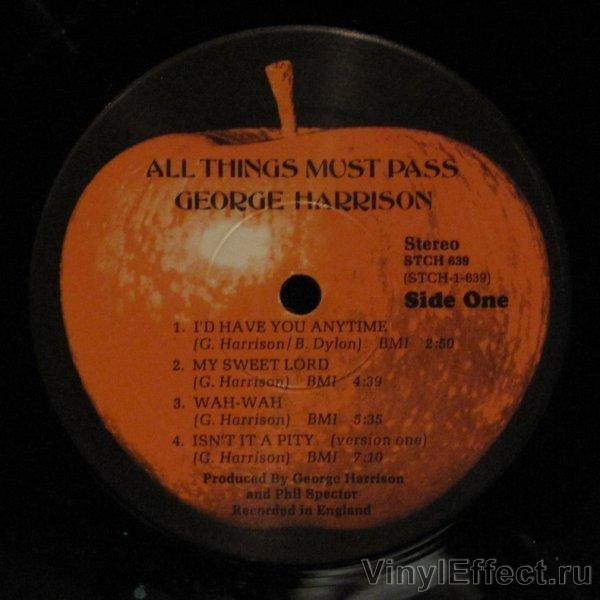 ALL THINGS MUST PASS
GEORGE HARRISON
Stereo
STCH 639
(STCH-1-639)
Side One
1. I'D HAVE YOU ANYTIME
(G. Harrison/B. Dylon) BMI 2:50
2. MY SWEET LORD
(G. Harrison) BMI 4:39
3. WAH-WAH
(G. Harrison) BMI 5:35
4. ISN'T IT A PITY (version one)
(G. Harrison) BMI 7:10
Produced By George Harrison
and Phil Spector
Recorded in England
VinylEffect.ru